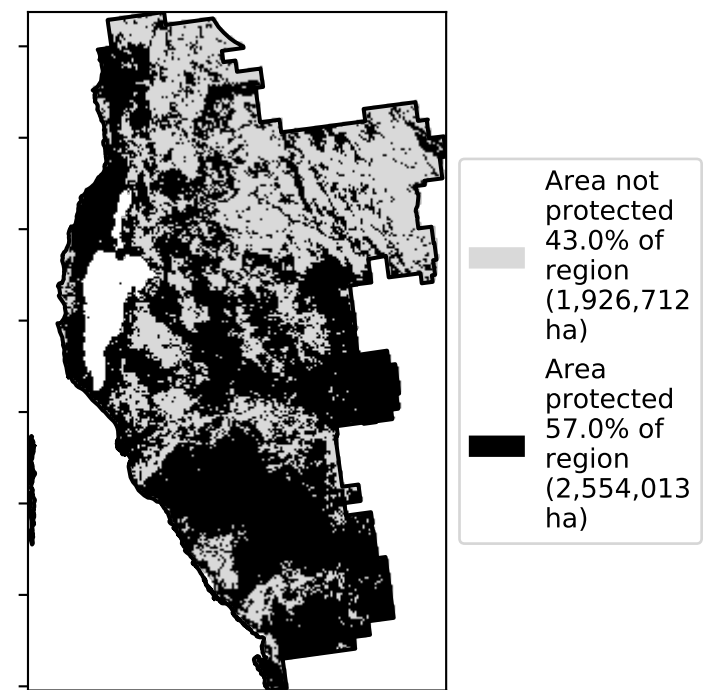 Area not
protected
43.0% of
region
(1,926,712
ha)
Area
protected
57.0% of
region
(2,554,013
ha)